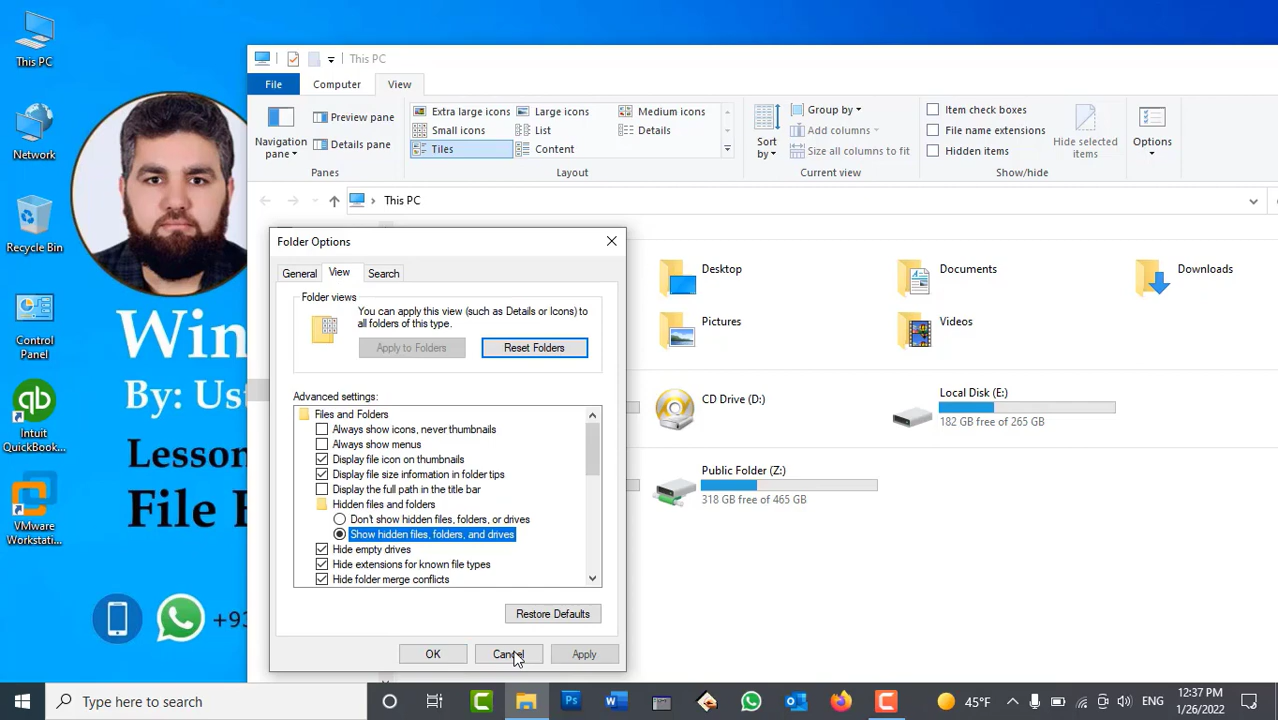 This PC
Network
Recycle Bin
Control
Panel
Intuit
QuickBook...
VMware
Workstati...
Win
By: Ust
Lesson
File E
+93
This PC
File
Computer
View
Navigation
pane
Preview pane
Details pane
Panes
Extra large icons
Large icons
Medium icons
Small icons
List
Details
Tiles
Content
Layout
Sort
by
Group by
Add columns
Size all columns to fit
Current view
Item check boxes
File name extensions
Hidden items
Hide selected
items
Show/hide
Options
This PC
Desktop
Documents
Downloads
Pictures
Videos
CD Drive (D:)
Local Disk (E:)
182 GB free of 265 GB
Public Folder (Z:)
318 GB free of 465 GB
Folder Options
General
View
Search
Folder views
You can apply this view (such as Details or Icons) to
all folders of this type.
Apply to Folders
Reset Folders
Advanced settings:
Files and Folders
Always show icons, never thumbnails
Always show menus
Display file icon on thumbnails
Display file size information in folder tips
Display the full path in the title bar
Hidden files and folders
Don't show hidden files, folders, or drives
Show hidden files, folders, and drives
Hide empty drives
Hide extensions for known file types
Hide folder merge conflicts
Restore Defaults
OK
Cancel
Apply
Type here to search
45°F
ENG
12:37 PM
1/26/2022